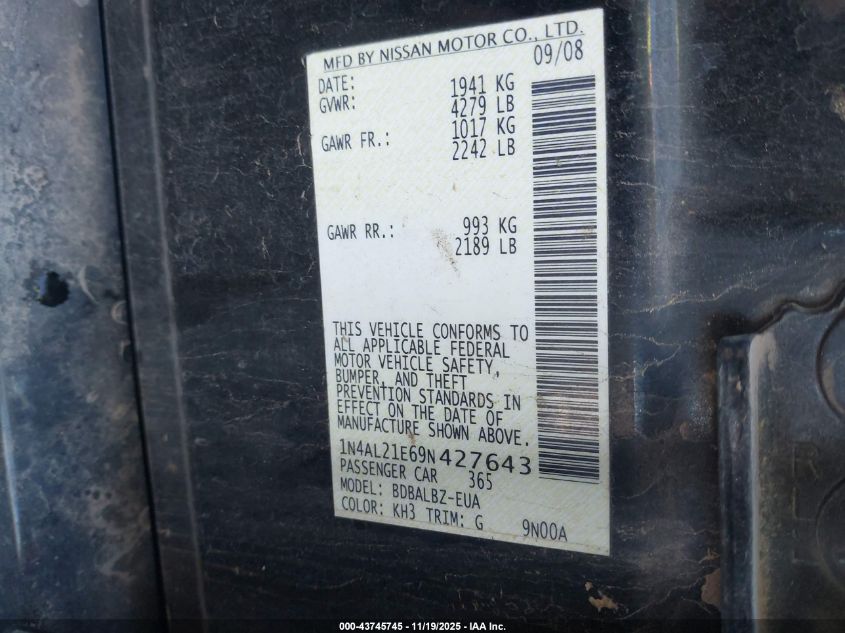 MFD BY NISSAN MOTOR CO., LTD.
DATE: 09/08
GVWR: 1941 KG
4279 LB
GAWR FR.: 1017 KG
2242 LB
GAWR RR.: 993 KG
2189 LB
THIS VEHICLE CONFORMS TO
ALL APPLICABLE FEDERAL
MOTOR VEHICLE SAFETY,
BUMPER, AND THEFT
PREVENTION STANDARDS IN
EFFECT ON THE DATE OF
MANUFACTURE SHOWN ABOVE.
1N4AL21E69N427643
PASSENGER CAR 365
MODEL: BDBALBZ-EUA
COLOR: KH3 TRIM: G 9N00A
000-43745745 - 11/19/2025 - IAA Inc.